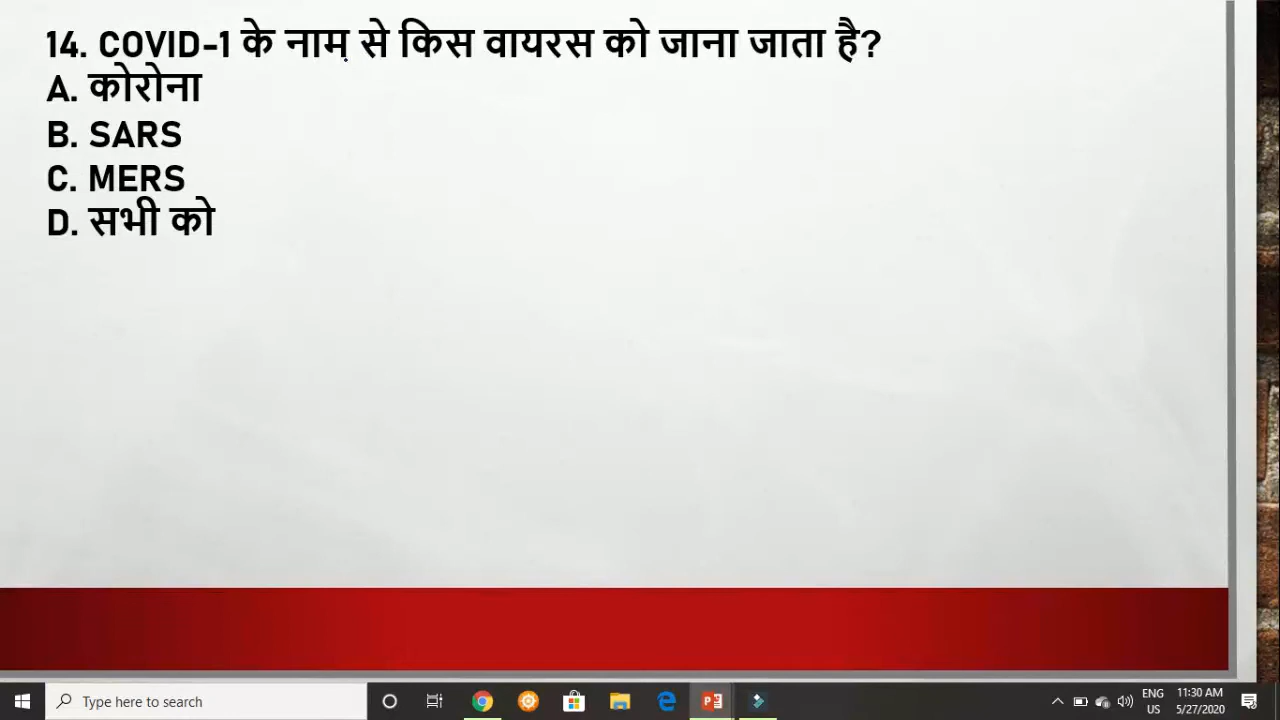 14. COVID-1 के नाम से किस वायरस को जाना जाता है?
A. कोरोना
B. SARS
C. MERS
D. सभी को
Type here to search
ENG
US
11:30 AM
5/27/2020